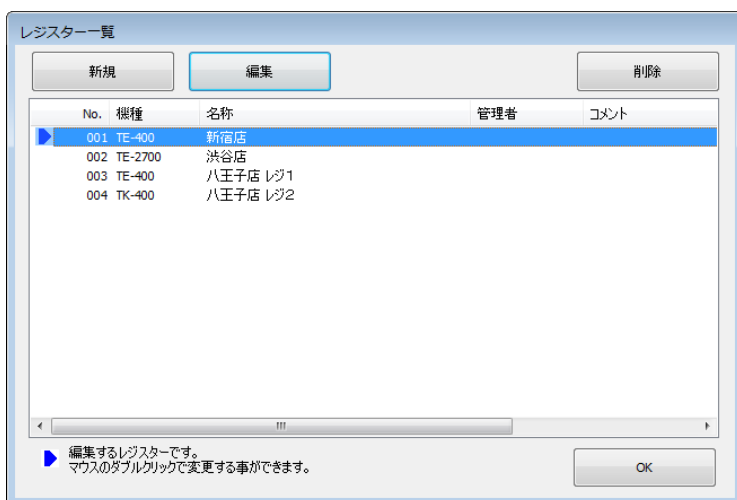 レジスター一覧
新規 編集 削除
No. 機種 名称 管理者 コメント
001 TE-400 新宿店
002 TE-2700 渋谷店
003 TE-400 八王子店 レジ1
004 TK-400 八王子店 レジ2
編集するレジスターです。
マウスのダブルクリックで変更する事ができます。
OK